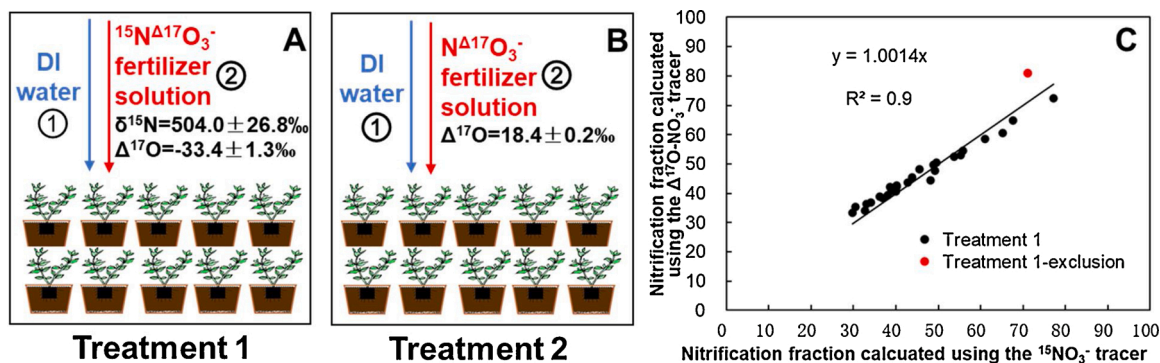 A
DI
water
①
¹⁵N^Δ¹⁷O₃⁻
fertilizer
solution
②
δ¹⁵N=504.0±26.8‰
Δ¹⁷O=-33.4±1.3‰
Treatment 1
B
DI
water
①
N^Δ¹⁷O₃⁻
fertilizer
solution
②
Δ¹⁷O=18.4±0.2‰
Treatment 2
C
Nitrification fraction calcuated
using the Δ¹⁷O-NO₃⁻ tracer
100
90
80
70
60
50
40
30
20
10
0
y = 1.0014x
R² = 0.9
Treatment 1
Treatment 1-exclusion
0 10 20 30 40 50 60 70 80 90 100
Nitrification fraction calcuated using the ¹⁵NO₃⁻ tracer